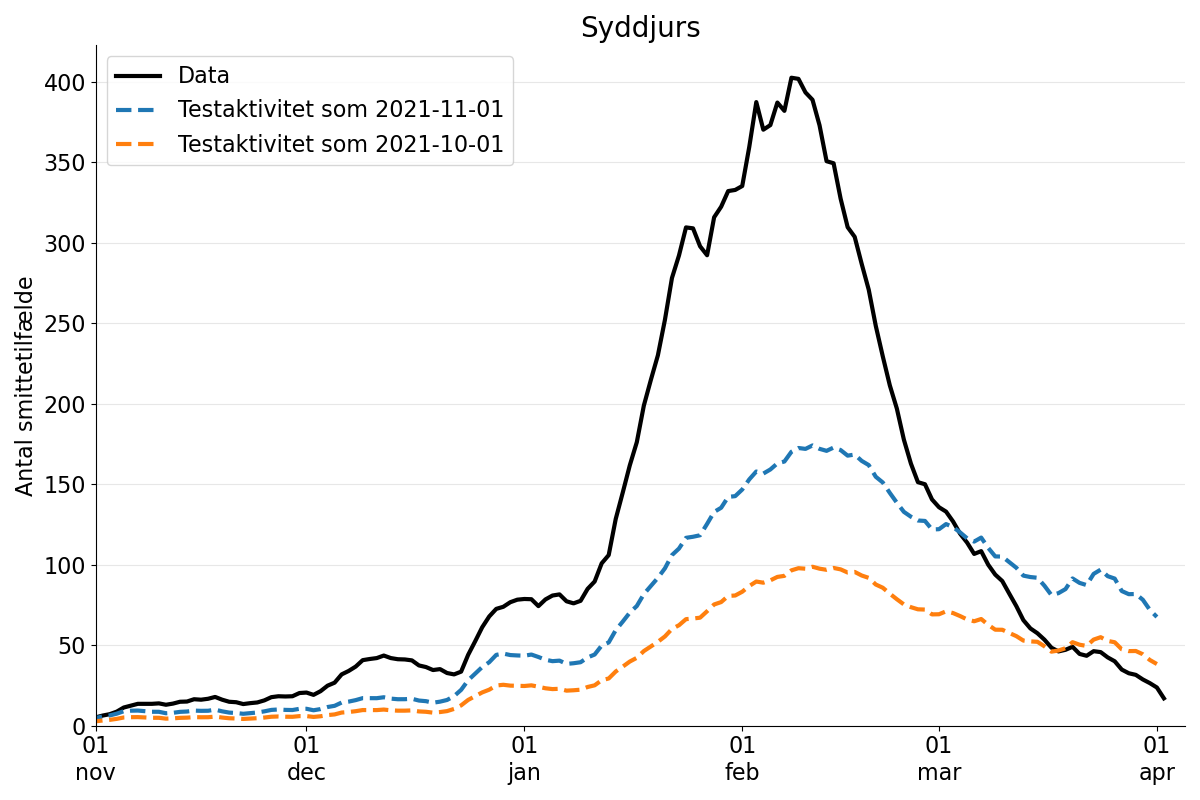 Syddjurs
Data
Testaktivitet som 2021-11-01
Testaktivitet som 2021-10-01
Antal smittetilfælde
400
350
300
250
200
150
100
50
0
01 01 01 01 01 01
nov dec jan feb mar apr